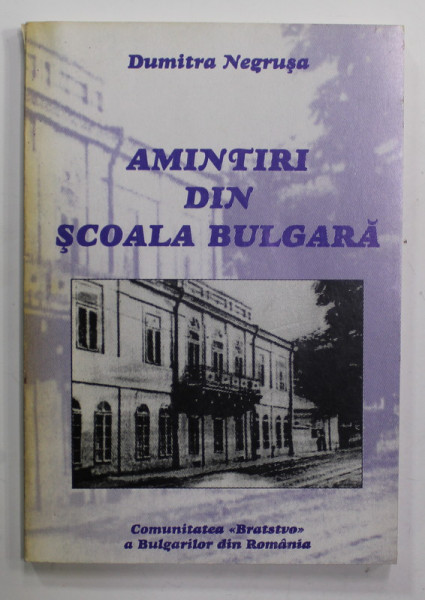 Dumitra Negrușa
AMINTIRI
DIN
ȘCOALA BULGARĂ
Comunitatea «Bratstvo»
a Bulgarilor din România